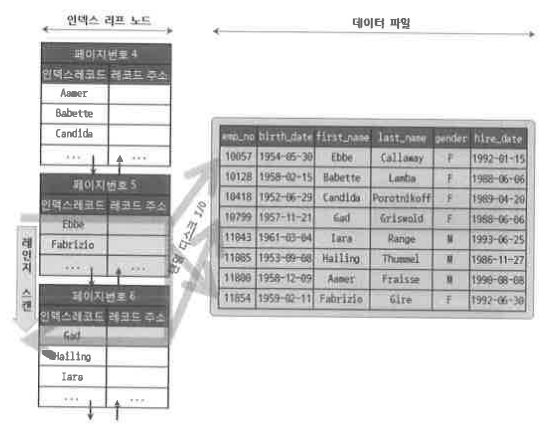 인덱스 리프 노드
데이터 파일
페이지번호 4
인덱스레코드 레코드 주소
Aamer
Babette
Candida
... ...
페이지번호 5
인덱스레코드 레코드 주소
Ebbe
Fabrizio
... ...
페이지번호 6
인덱스레코드 레코드 주소
Gad
Hailing
Iara
... ...
레인지 스캔
랜덤 디스크 I/O
emp_no birth_date first_name last_name gender hire_date
10057 1954-05-30 Ebbe Callaway F 1992-01-15
10128 1958-02-15 Babette Lamba F 1988-06-06
10418 1952-06-29 Candida Porotnikoff F 1989-04-20
10799 1957-11-21 Gad Griswold F 1988-06-06
11043 1961-03-04 Iara Range M 1993-06-25
11085 1953-09-08 Hailing Thummel M 1986-11-27
11800 1958-12-09 Aamer Fraisse M 1990-08-08
11854 1959-02-11 Fabrizio Gire F 1992-06-30